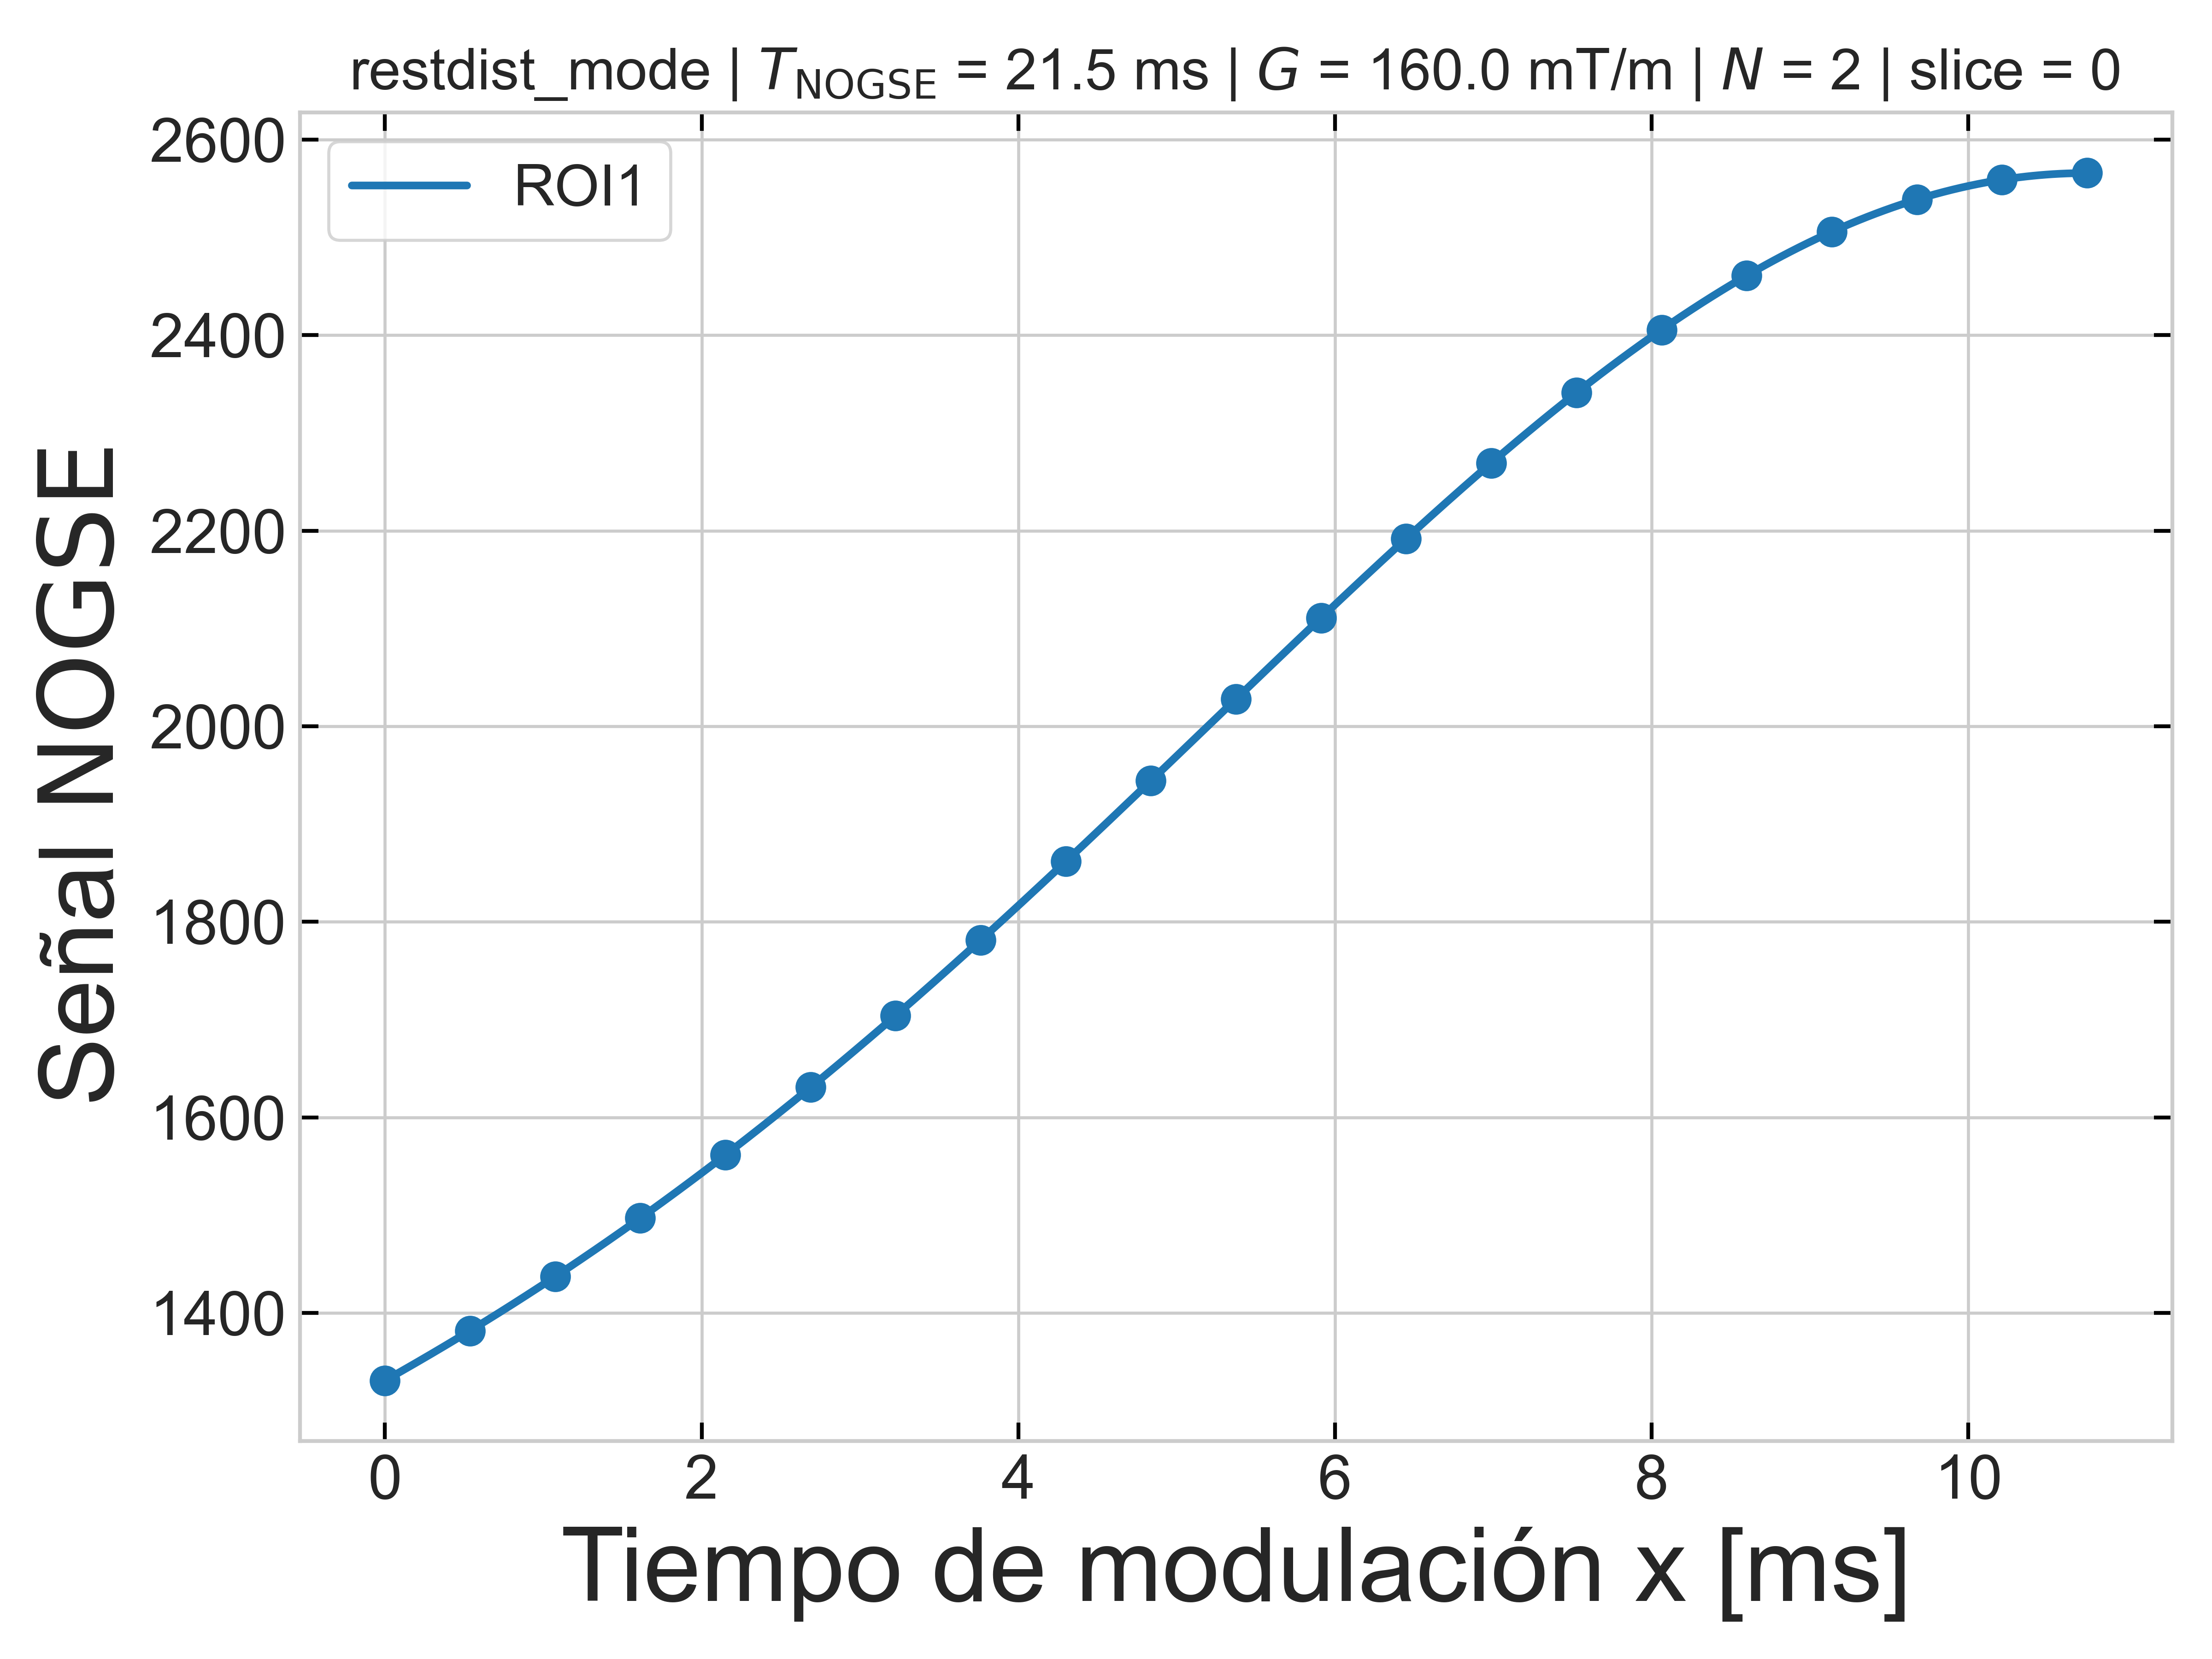 restdist_mode | T_NOGSE = 21.5 ms | G = 160.0 mT/m | N = 2 | slice = 0
ROI1
Señal NOGSE
2600
2400
2200
2000
1800
1600
1400
0 2 4 6 8 10
Tiempo de modulación x [ms]